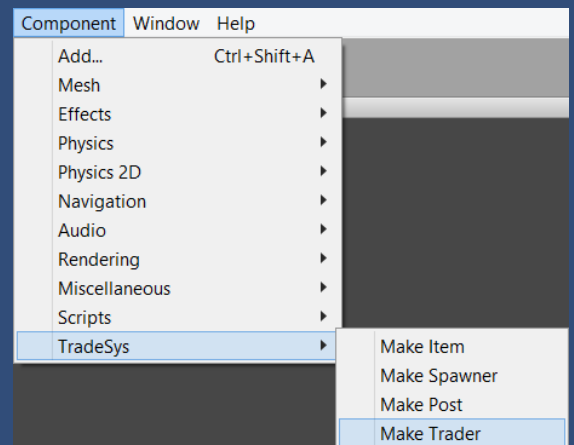 Component Window Help
Add... Ctrl+Shift+A
Mesh
Effects
Physics
Physics 2D
Navigation
Audio
Rendering
Miscellaneous
Scripts
TradeSys
Make Item
Make Spawner
Make Post
Make Trader